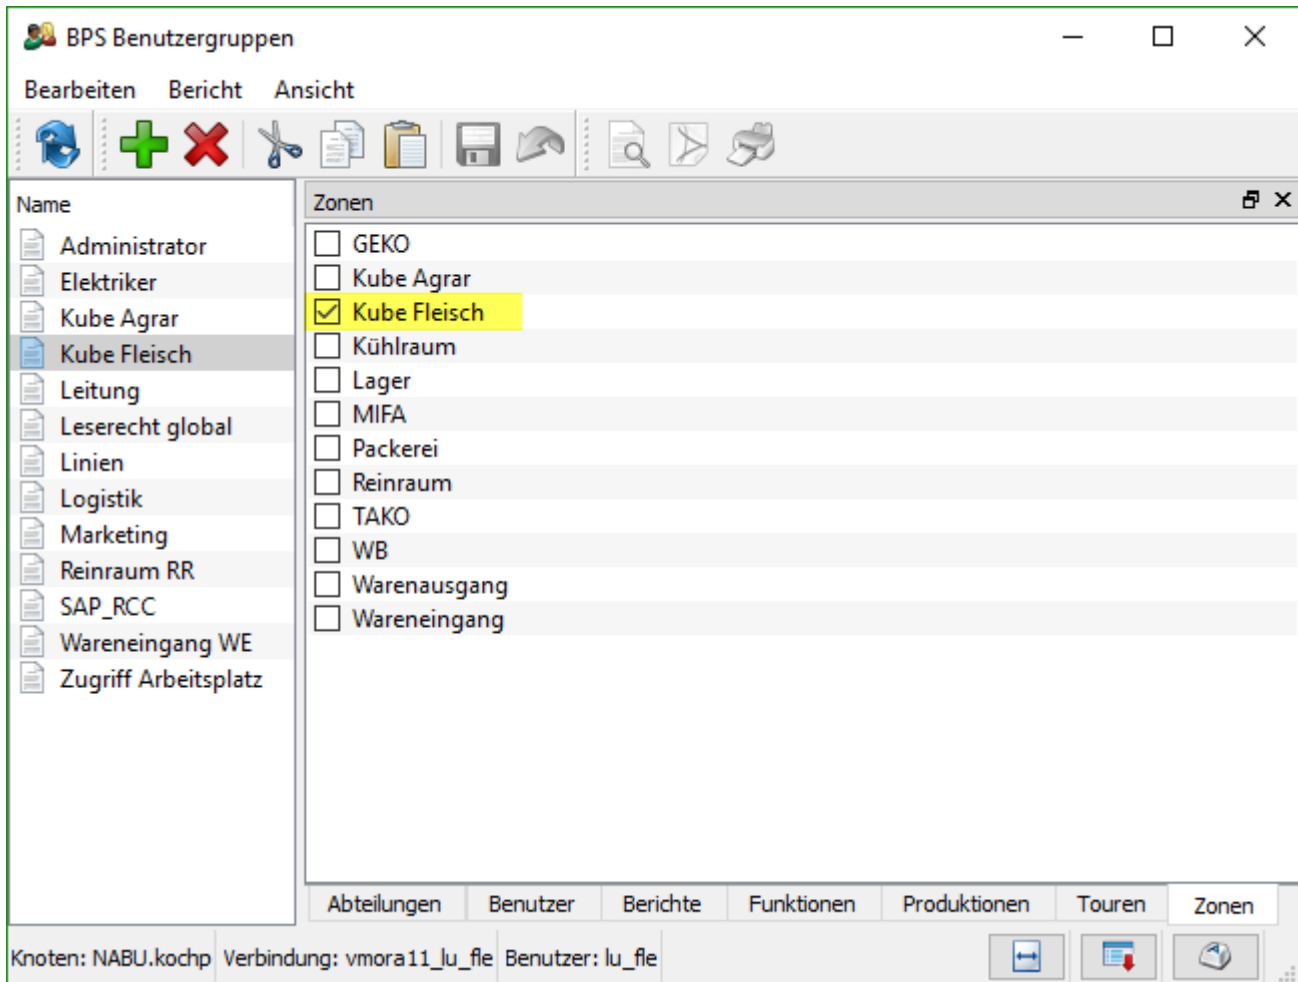 BPS Benutzergruppen
Bearbeiten Bericht Ansicht
Name
Administrator
Elektriker
Kube Agrar
Kube Fleisch
Leitung
Leserecht global
Linien
Logistik
Marketing
Reinraum RR
SAP_RCC
Wareneingang WE
Zugriff Arbeitsplatz
Zonen
GEKO
Kube Agrar
Kube Fleisch
Kühlraum
Lager
MIFA
Packerei
Reinraum
TAKO
WB
Warenausgang
Wareneingang
Abteilungen Benutzer Berichte Funktionen Produktionen Touren Zonen
Knoten: NABU.kochp Verbindung: vmora11_lu_fle Benutzer: lu_fle